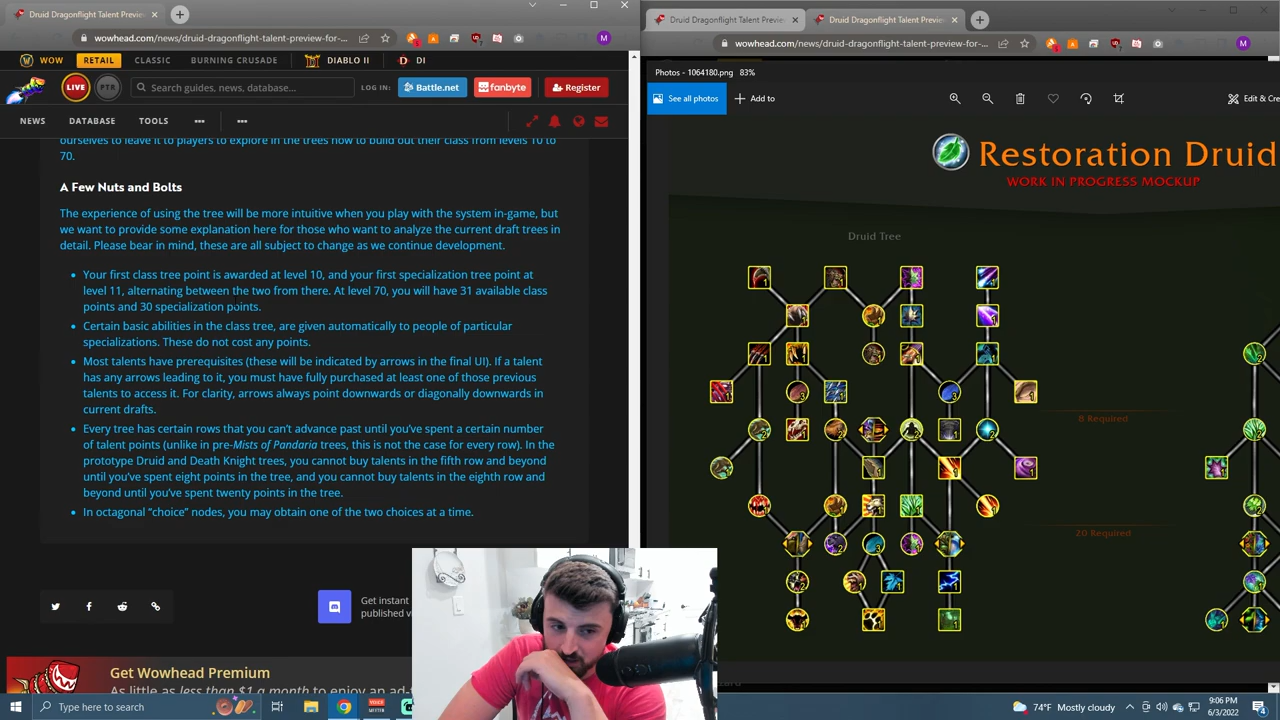 Druid Dragonflight Talent Preview
wowhead.com/news/druid-dragonflight-talent-preview-for-...
M
WOW
RETAIL
CLASSIC
BURNING CRUSADE
DIABLO II
DI
LIVE
PTR
Search guides, news, database...
LOG IN:
Battle.net
fanbyte
Register
NEWS
DATABASE
TOOLS
ourselves to leave it to players to explore in the trees how to build out their class from levels 10 to
70.
A Few Nuts and Bolts
The experience of using the tree will be more intuitive when you play with the system in-game, but
we want to provide some explanation here for those who want to analyze the current draft trees in
detail. Please bear in mind, these are all subject to change as we continue development.
Your first class tree point is awarded at level 10, and your first specialization tree point at
level 11, alternating between the two from there. At level 70, you will have 31 available class
points and 30 specialization points.
Certain basic abilities in the class tree, are given automatically to people of particular
specializations. These do not cost any points.
Most talents have prerequisites (these will be indicated by arrows in the final UI). If a talent
has any arrows leading to it, you must have fully purchased at least one of those previous
talents to access it. For clarity, arrows always point downwards or diagonally downwards in
current drafts.
Every tree has certain rows that you can't advance past until you've spent a certain number
of talent points (unlike in pre-Mists of Pandaria trees, this is not the case for every row). In the
prototype Druid and Death Knight trees, you cannot buy talents in the fifth row and beyond
until you've spent eight points in the tree, and you cannot buy talents in the eighth row and
beyond until you've spent twenty points in the tree.
In octagonal “choice” nodes, you may obtain one of the two choices at a time.
Get instant
published v
Get Wowhead Premium
As little as less than $1 a month to enjoy an ad-
Type here to search
Druid Dragonflight Talent Preview
Druid Dragonflight Talent Preview
wowhead.com/news/druid-dragonflight-talent-preview-for-...
M
Photos - 1064180.png 83%
See all photos
Add to
Edit & Cre
Restoration Druid
WORK IN PROGRESS MOCKUP
Druid Tree
8 Required
20 Required
74°F Mostly cloudy
9:06 PM
6/3/2022